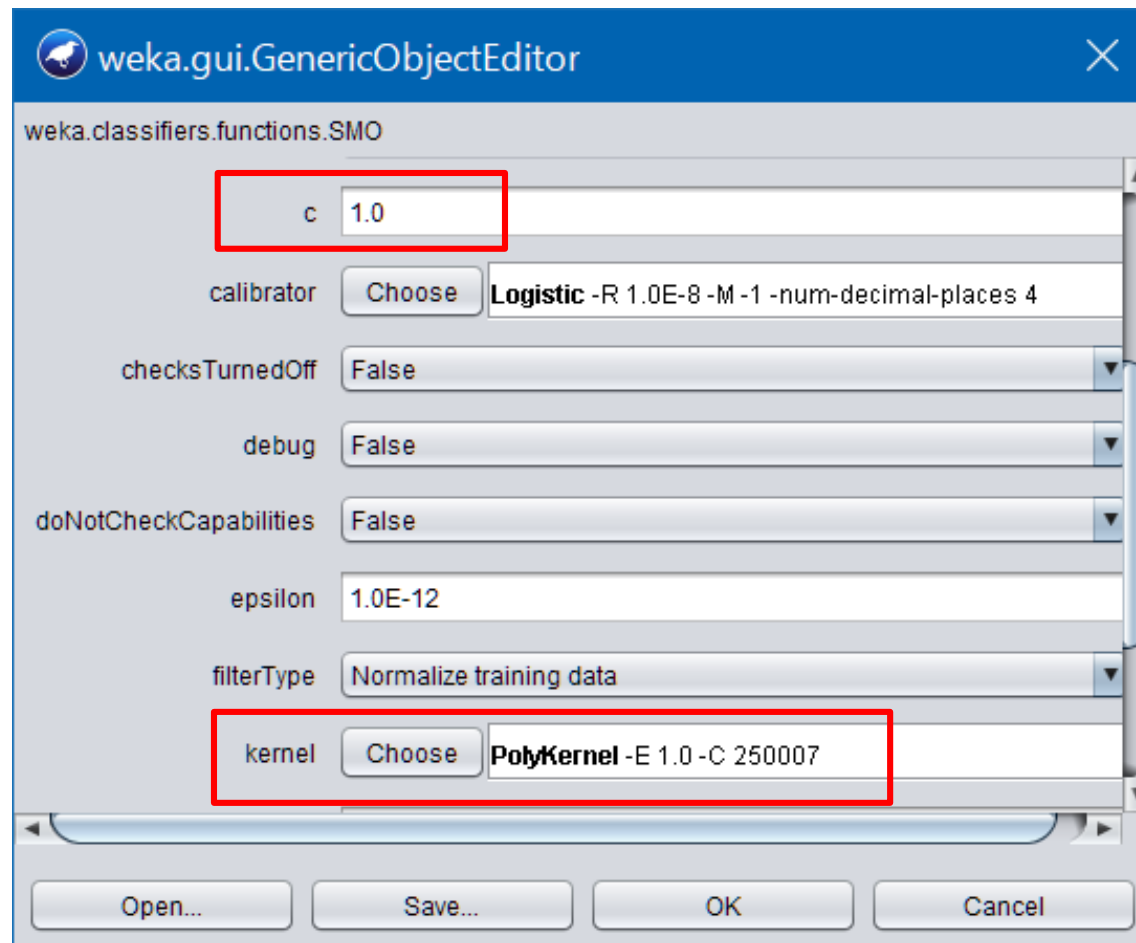 weka.gui.GenericObjectEditor
weka.classifiers.functions.SMO
c 1.0
calibrator Choose Logistic -R 1.0E-8 -M -1 -num-decimal-places 4
checksTurnedOff False
debug False
doNotCheckCapabilities False
epsilon 1.0E-12
filterType Normalize training data
kernel Choose PolyKernel -E 1.0 -C 250007
Open... Save... OK Cancel